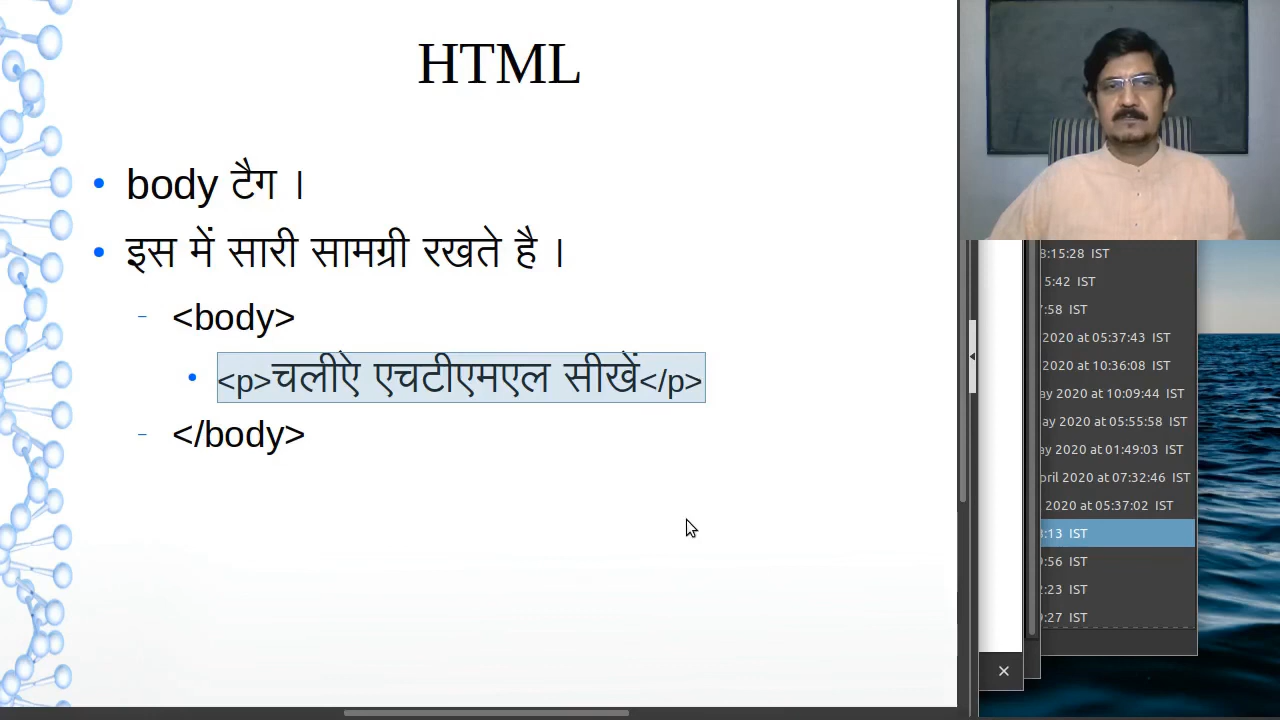 HTML
body टैग ।
इस में सारी सामग्री रखते है ।
<body>
<p>चलीऐ एचटीएमएल सीखें</p>
</body>
8:15:28 IST
5:42 IST
:58 IST
2020 at 05:37:43 IST
2020 at 10:36:08 IST
ay 2020 at 10:09:44 IST
ay 2020 at 05:55:58 IST
ay 2020 at 01:49:03 IST
pril 2020 at 07:32:46 IST
2020 at 05:37:02 IST
:13 IST
:56 IST
:23 IST
:27 IST